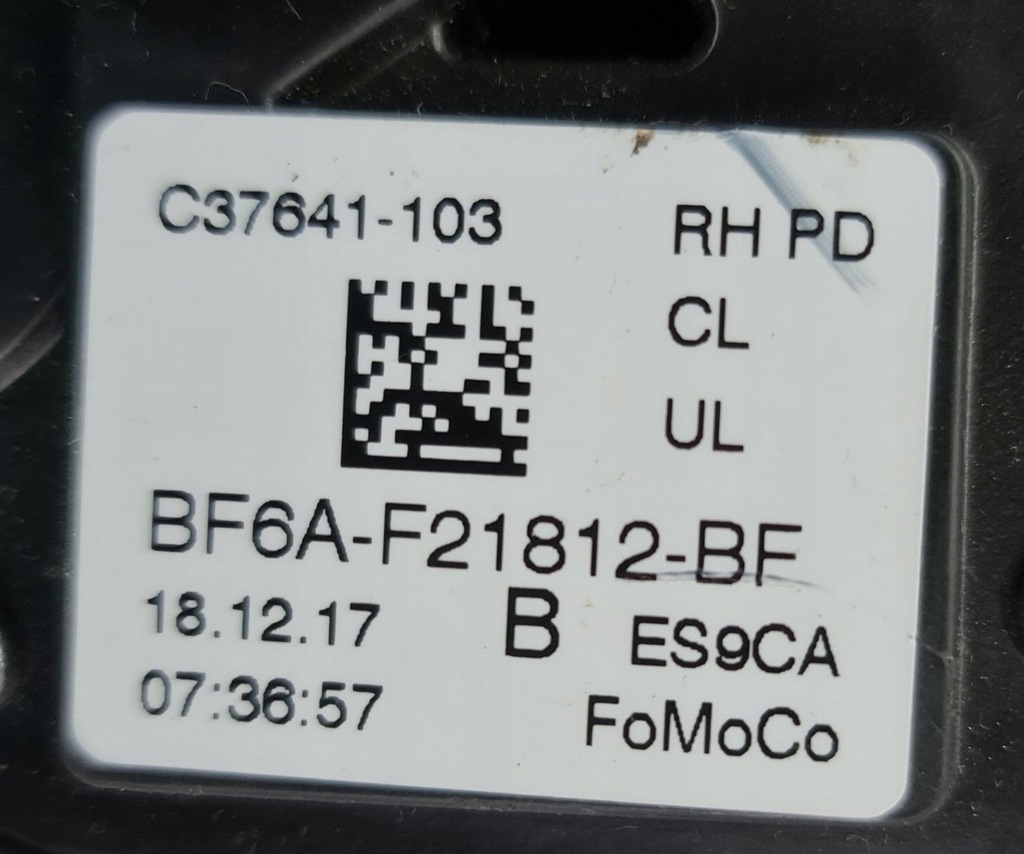 C37641-103 RH PD
CL
UL
BF6A-F21812-BF
18.12.17 B ES9CA
07:36:57 FoMoCo